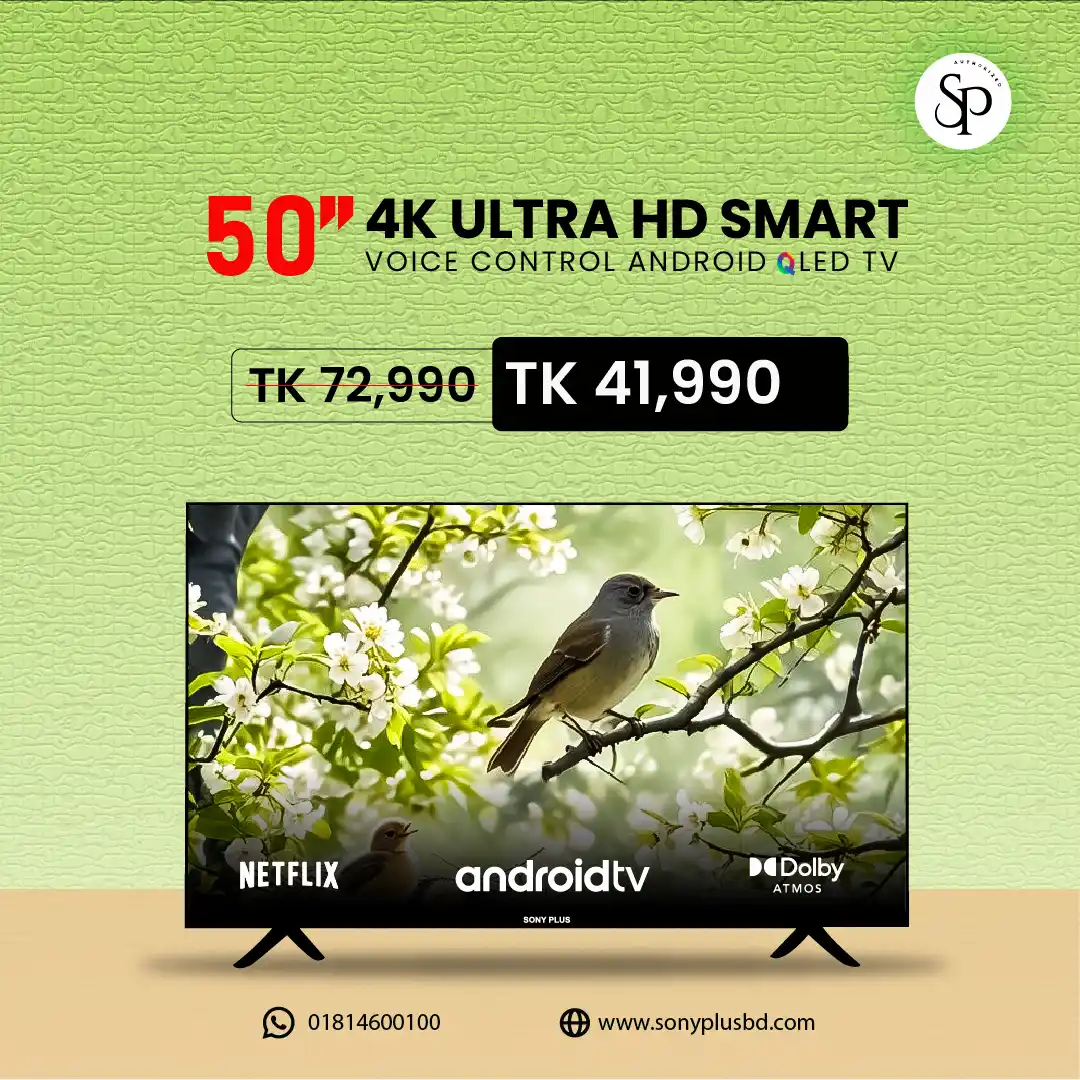 AUTHORIZED
SP
50" 4K ULTRA HD SMART
VOICE CONTROL ANDROID QLED TV
TK 72,990 TK 41,990
NETFLIX androidtv Dolby
ATMOS
SONY PLUS
01814600100 www.sonyplusbd.com